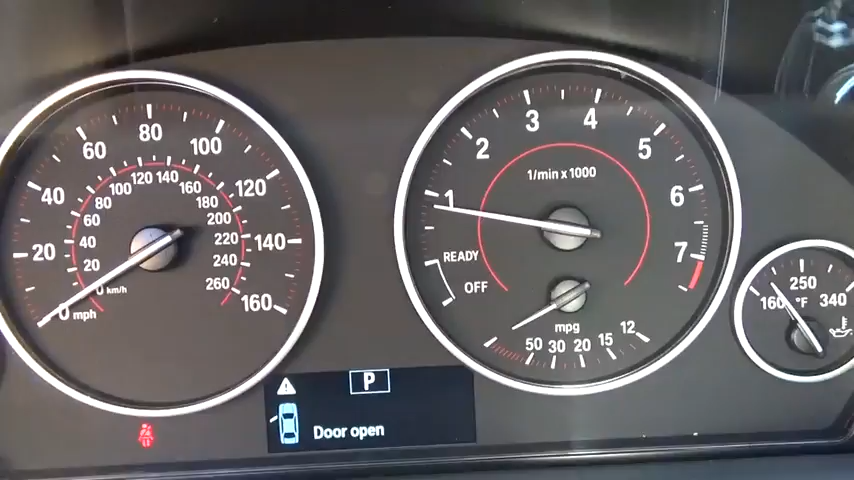 0 20 40 60 80 100 120 140 160
mph
0 20 40 60 80 100 120 140 160 180 200 220 240 260
km/h
1 2 3 4 5 6 7
1/min x 1000
READY
OFF
mpg
50 30 20 15 12
160 250 340
°F
P
Door open